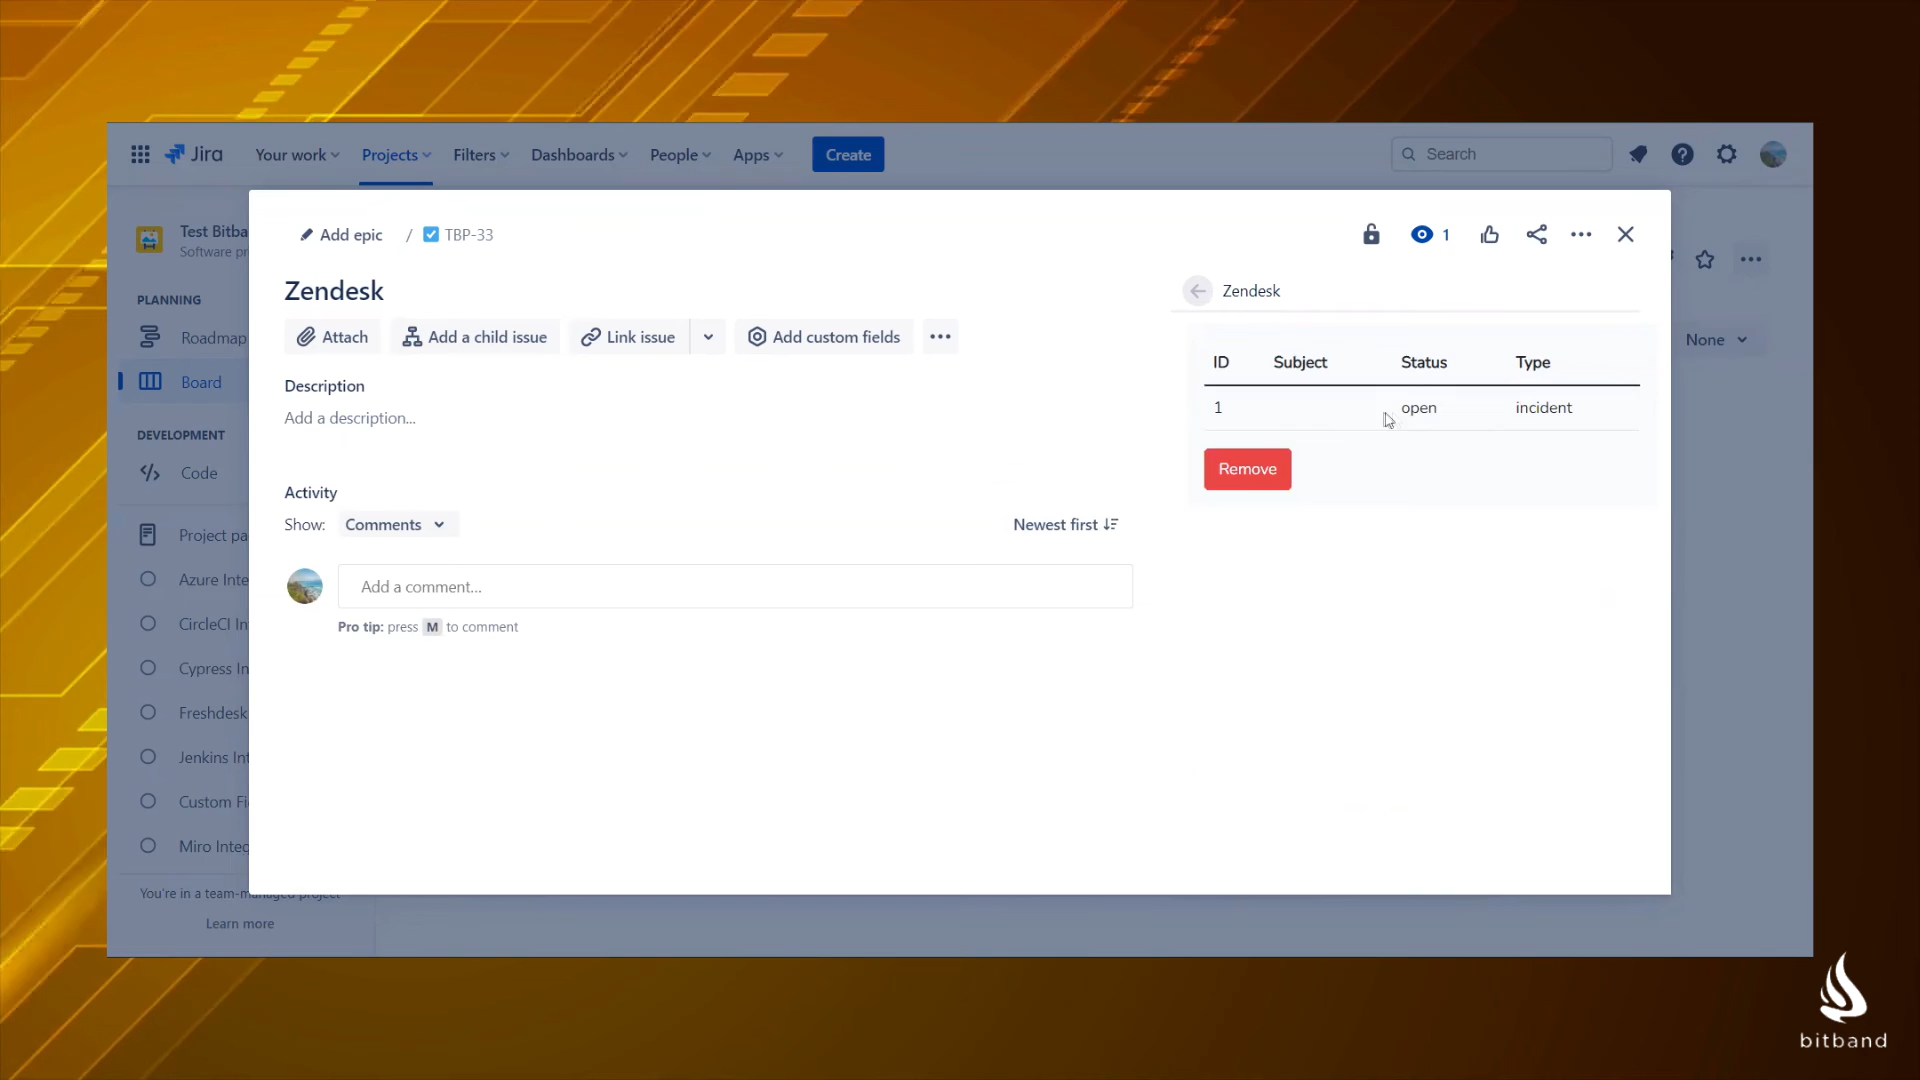 Jira
Your work
Projects
Filters
Dashboards
People
Apps
Create
Search
Test Bitba
Software pr
PLANNING
Roadmap
Board
DEVELOPMENT
Code
Project pa
Azure Inte
CircleCI In
Cypress In
Freshdesk
Jenkins Int
Custom Fi
Miro Integ
You're in a team-managed project
Learn more
Add epic / TBP-33
1
Zendesk
Attach
Add a child issue
Link issue
Add custom fields
Description
Add a description...
Activity
Show: Comments
Newest first
Add a comment...
Pro tip: press M to comment
Zendesk
ID Subject Status Type
1 open incident
Remove
None
bitband